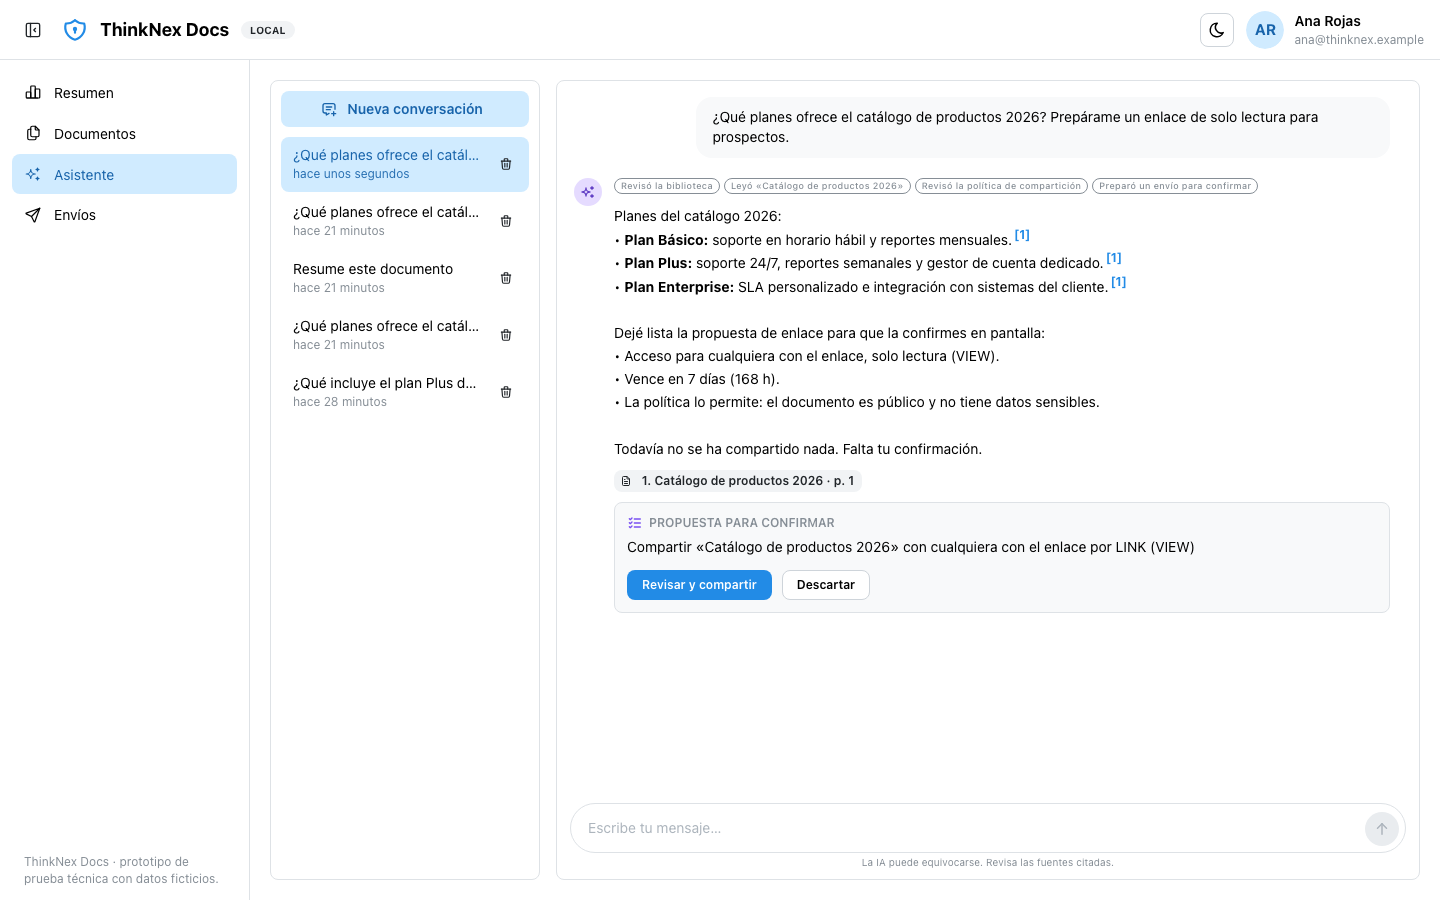 ThinkNex Docs
LOCAL
AR
Ana Rojas
ana@thinknex.example
Resumen
Documentos
Asistente
Envíos
ThinkNex Docs · prototipo de
prueba técnica con datos ficticios.
Nueva conversación
¿Qué planes ofrece el catál...
hace unos segundos
¿Qué planes ofrece el catál...
hace 21 minutos
Resume este documento
hace 21 minutos
¿Qué planes ofrece el catál...
hace 21 minutos
¿Qué incluye el plan Plus d...
hace 28 minutos
¿Qué planes ofrece el catálogo de productos 2026? Prepárame un enlace de solo lectura para
prospectos.
Revisó la biblioteca
Leyó «Catálogo de productos 2026»
Revisó la política de compartición
Preparó un envío para confirmar
Planes del catálogo 2026:
• Plan Básico: soporte en horario hábil y reportes mensuales. [1]
• Plan Plus: soporte 24/7, reportes semanales y gestor de cuenta dedicado. [1]
• Plan Enterprise: SLA personalizado e integración con sistemas del cliente. [1]
Dejé lista la propuesta de enlace para que la confirmes en pantalla:
• Acceso para cualquiera con el enlace, solo lectura (VIEW).
• Vence en 7 días (168 h).
• La política lo permite: el documento es público y no tiene datos sensibles.
Todavía no se ha compartido nada. Falta tu confirmación.
1. Catálogo de productos 2026 · p. 1
PROPUESTA PARA CONFIRMAR
Compartir «Catálogo de productos 2026» con cualquiera con el enlace por LINK (VIEW)
Revisar y compartir
Descartar
Escribe tu mensaje...
La IA puede equivocarse. Revisa las fuentes citadas.